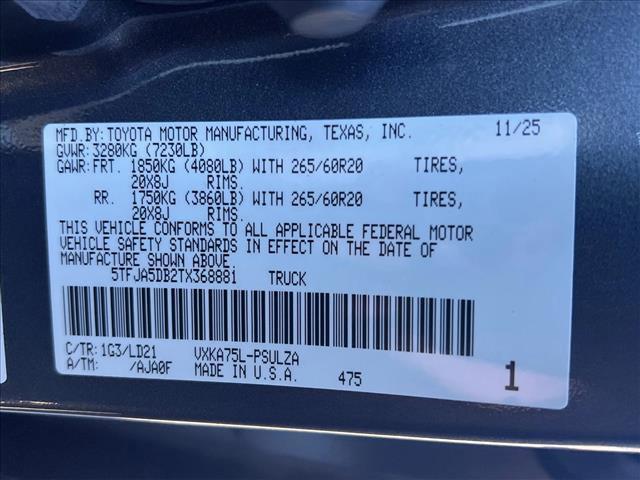 MFD.BY:TOYOTA MOTOR MANUFACTURING, TEXAS, INC. 11/25
GVWR:3280KG (7230LB)
GAWR:FRT. 1850KG (4080LB) WITH 265/60R20 TIRES,
20X8J RIMS.
RR. 1750KG (3860LB) WITH 265/60R20 TIRES,
20X8J RIMS.
THIS VEHICLE CONFORMS TO ALL APPLICABLE FEDERAL MOTOR
VEHICLE SAFETY STANDARDS IN EFFECT ON THE DATE OF
MANUFACTURE SHOWN ABOVE.
5TFJA5DB2TX368881 TRUCK
C/TR:1G3/LD21 VXKA75L-PSULZA
A/TM: /AJA0F MADE IN U.S.A. 475 1